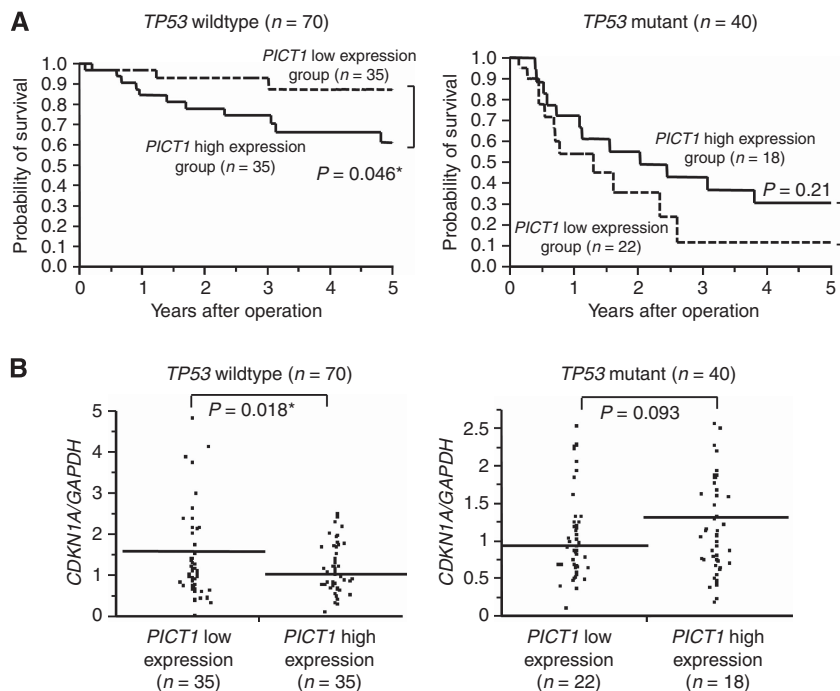 A
TP53 wildtype (n = 70)
Probability of survival
1.0
0.9
0.8
0.7
0.6
0.5
0.4
0.3
0.2
0.1
0.0
PICT1 low expression
group (n = 35)
PICT1 high expression
group (n = 35)
P = 0.046*
0 1 2 3 4 5
Years after operation
TP53 mutant (n = 40)
Probability of survival
1.0
0.9
0.8
0.7
0.6
0.5
0.4
0.3
0.2
0.1
0.0
PICT1 high expression
group (n = 18)
P = 0.21
PICT1 low expression
group (n = 22)
0 1 2 3 4 5
Years after operation
B
TP53 wildtype (n = 70)
P = 0.018*
CDKN1A/GAPDH
5
4
3
2
1
0
PICT1 low
expression
(n = 35)
PICT1 high
expression
(n = 35)
TP53 mutant (n = 40)
P = 0.093
CDKN1A/GAPDH
2.5
2
1.5
1
0.5
0
PICT1 low
expression
(n = 22)
PICT1 high
expression
(n = 18)